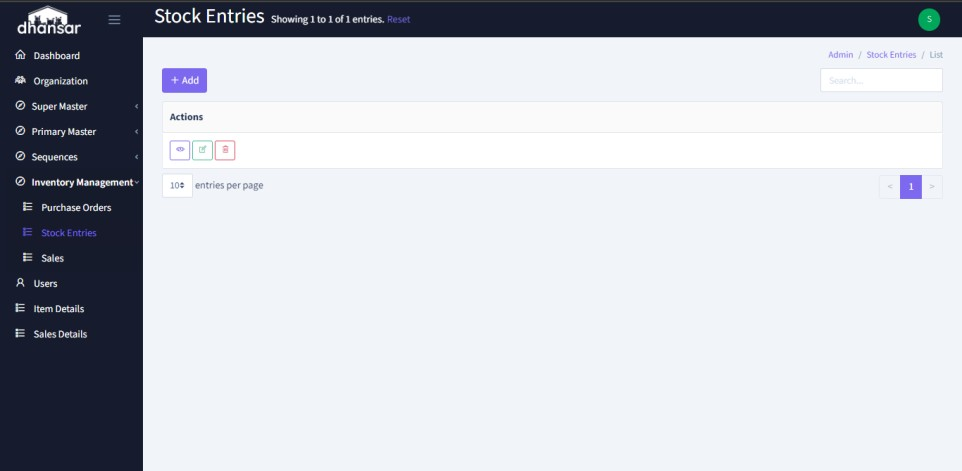 dhansar
Stock Entries Showing 1 to 1 of 1 entries. Reset
S
Dashboard
Organization
Super Master
Primary Master
Sequences
Inventory Management
Purchase Orders
Stock Entries
Sales
Users
Item Details
Sales Details
Admin / Stock Entries / List
+ Add
Search...
Actions
10 entries per page
< 1 >